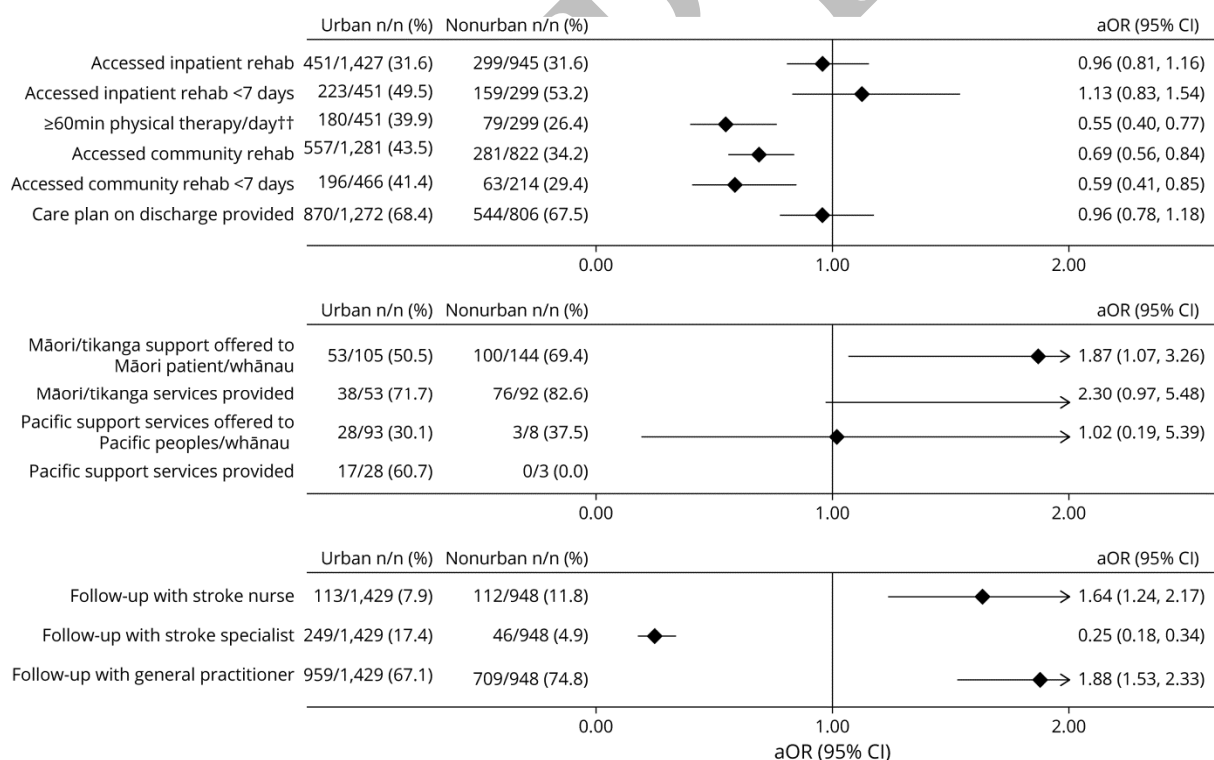 Urban n/n (%) Nonurban n/n (%) aOR (95% CI)
Accessed inpatient rehab 451/1,427 (31.6) 299/945 (31.6) 0.96 (0.81, 1.16)
Accessed inpatient rehab <7 days 223/451 (49.5) 159/299 (53.2) 1.13 (0.83, 1.54)
≥60min physical therapy/day†† 180/451 (39.9) 79/299 (26.4) 0.55 (0.40, 0.77)
Accessed community rehab 557/1,281 (43.5) 281/822 (34.2) 0.69 (0.56, 0.84)
Accessed community rehab <7 days 196/466 (41.4) 63/214 (29.4) 0.59 (0.41, 0.85)
Care plan on discharge provided 870/1,272 (68.4) 544/806 (67.5) 0.96 (0.78, 1.18)
0.00 1.00 2.00
Urban n/n (%) Nonurban n/n (%) aOR (95% CI)
Māori/tikanga support offered to
Māori patient/whānau 53/105 (50.5) 100/144 (69.4) 1.87 (1.07, 3.26)
Māori/tikanga services provided 38/53 (71.7) 76/92 (82.6) 2.30 (0.97, 5.48)
Pacific support services offered to
Pacific peoples/whānau 28/93 (30.1) 3/8 (37.5) 1.02 (0.19, 5.39)
Pacific support services provided 17/28 (60.7) 0/3 (0.0)
0.00 1.00 2.00
Urban n/n (%) Nonurban n/n (%) aOR (95% CI)
Follow-up with stroke nurse 113/1,429 (7.9) 112/948 (11.8) 1.64 (1.24, 2.17)
Follow-up with stroke specialist 249/1,429 (17.4) 46/948 (4.9) 0.25 (0.18, 0.34)
Follow-up with general practitioner 959/1,429 (67.1) 709/948 (74.8) 1.88 (1.53, 2.33)
0.00 1.00 2.00
aOR (95% CI)